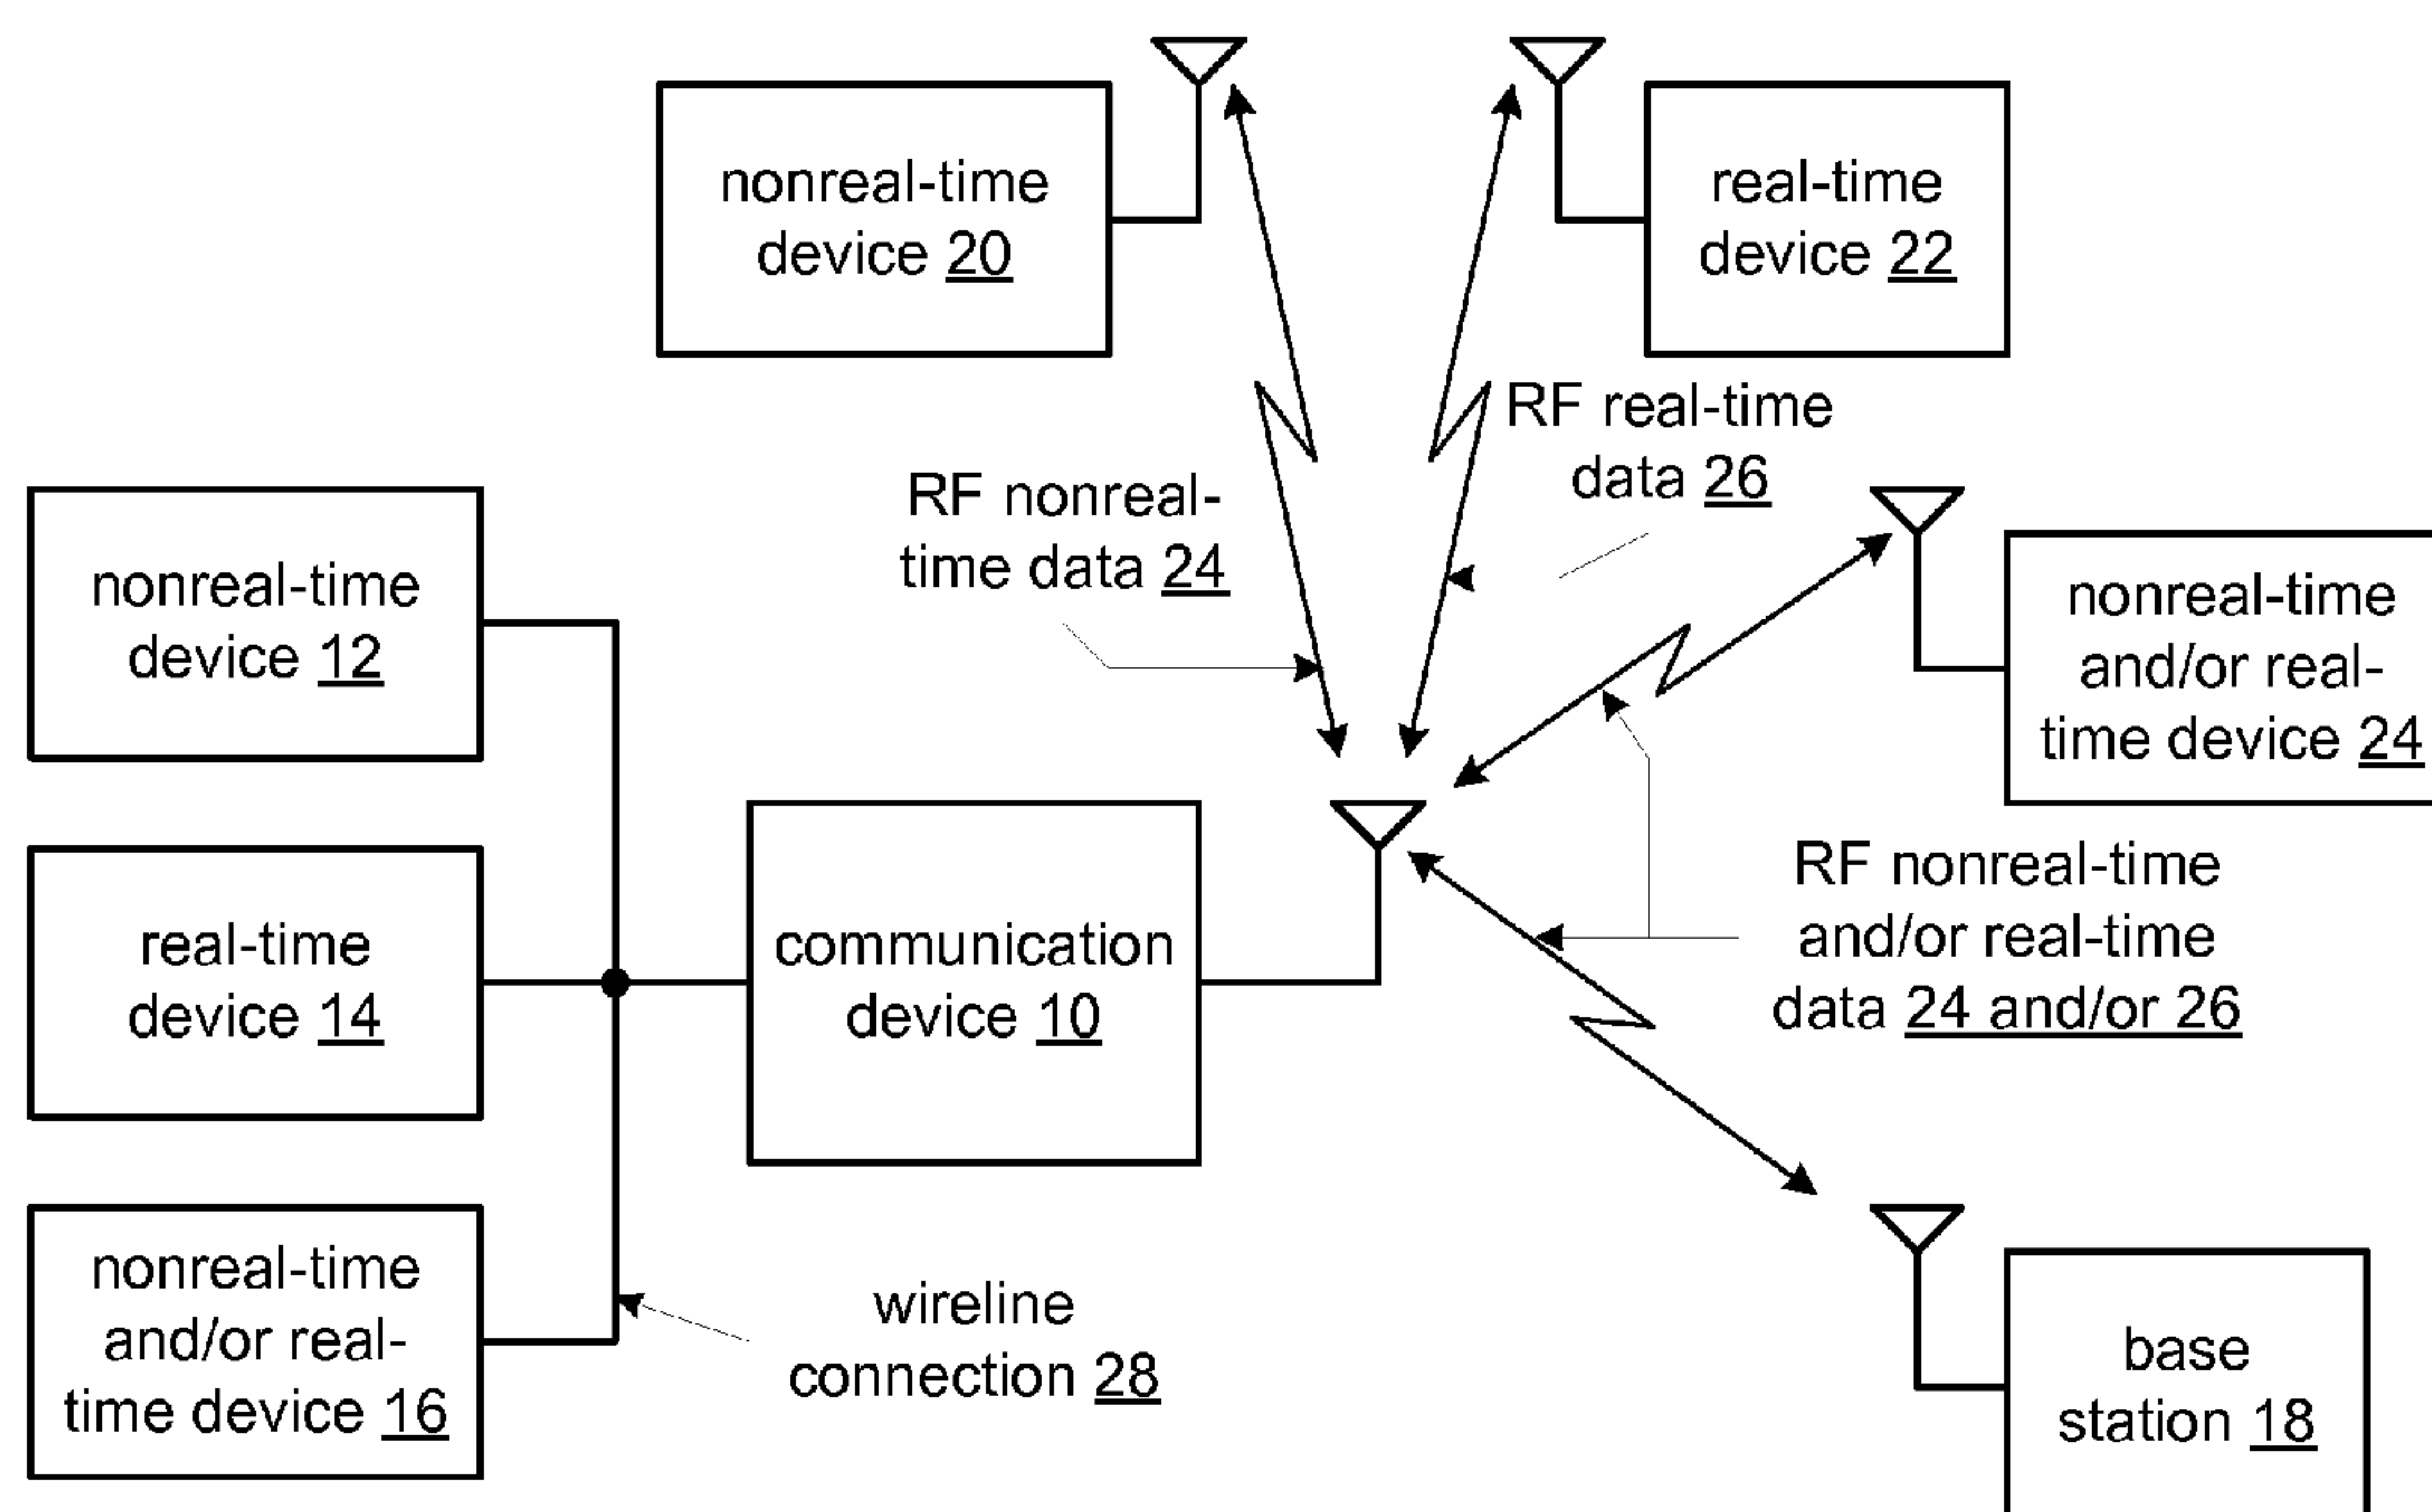 nonreal-time
device 20
real-time
device 22
RF real-time
data 26
RF nonreal-
time data 24
nonreal-time
device 12
nonreal-time
and/or real-
time device 24
real-time
device 14
communication
device 10
RF nonreal-time
and/or real-time
data 24 and/or 26
nonreal-time
and/or real-
time device 16
wireline
connection 28
base
station 18